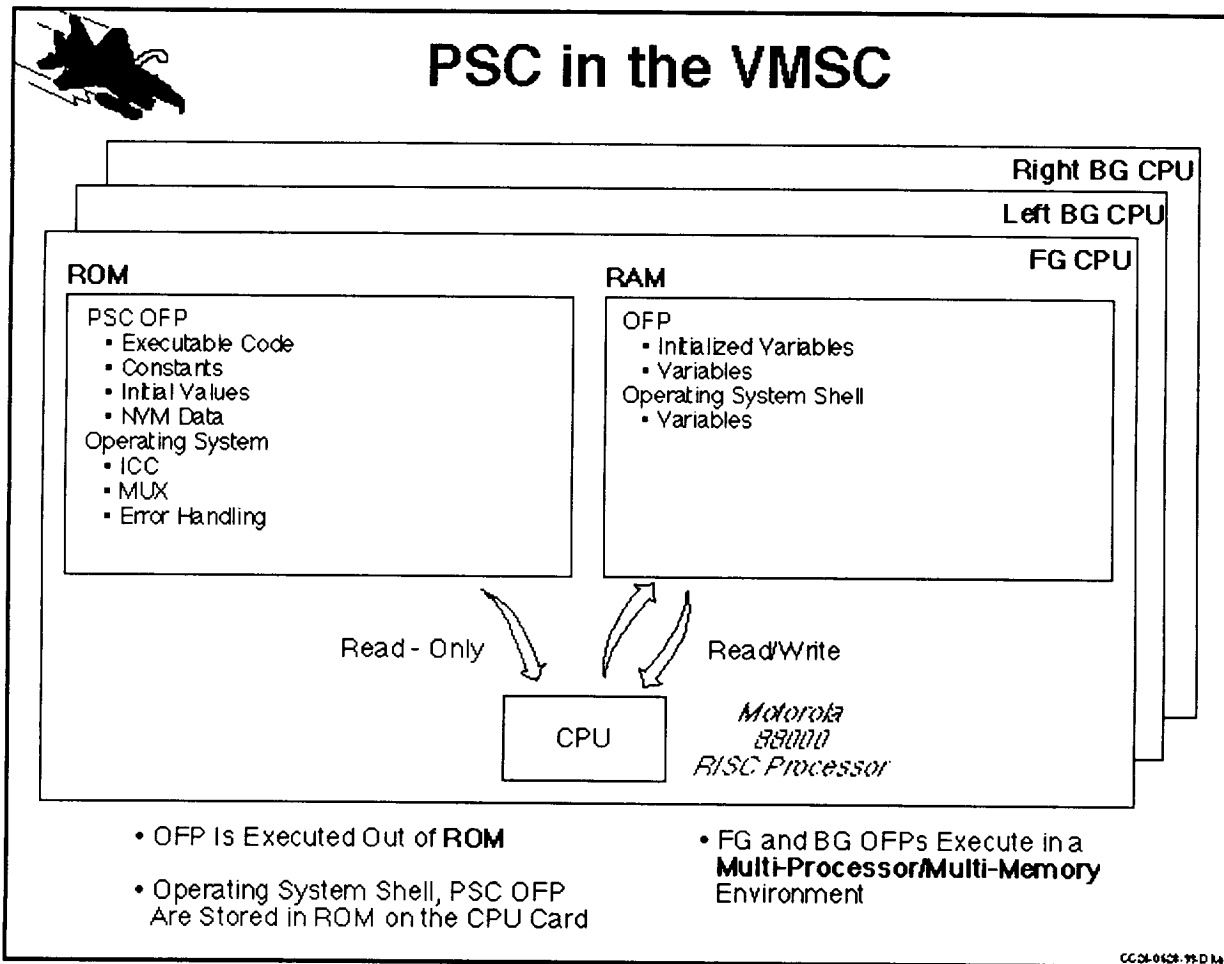 PSC in the VMSC
Right BG CPU
Left BG CPU
FG CPU
ROM
PSC OFP
▪ Executable Code
▪ Constants
▪ Initial Values
▪ NVM Data
Operating System
▪ ICC
▪ MUX
▪ Error Handling
RAM
OFP
▪ Initialized Variables
▪ Variables
Operating System Shell
▪ Variables
Read - Only
Read/Write
CPU
Motorola
88000
RISC Processor
• OFP Is Executed Out of ROM
• Operating System Shell, PSC OFP
Are Stored in ROM on the CPU Card
• FG and BG OFPs Execute in a
Multi-Processor/Multi-Memory
Environment